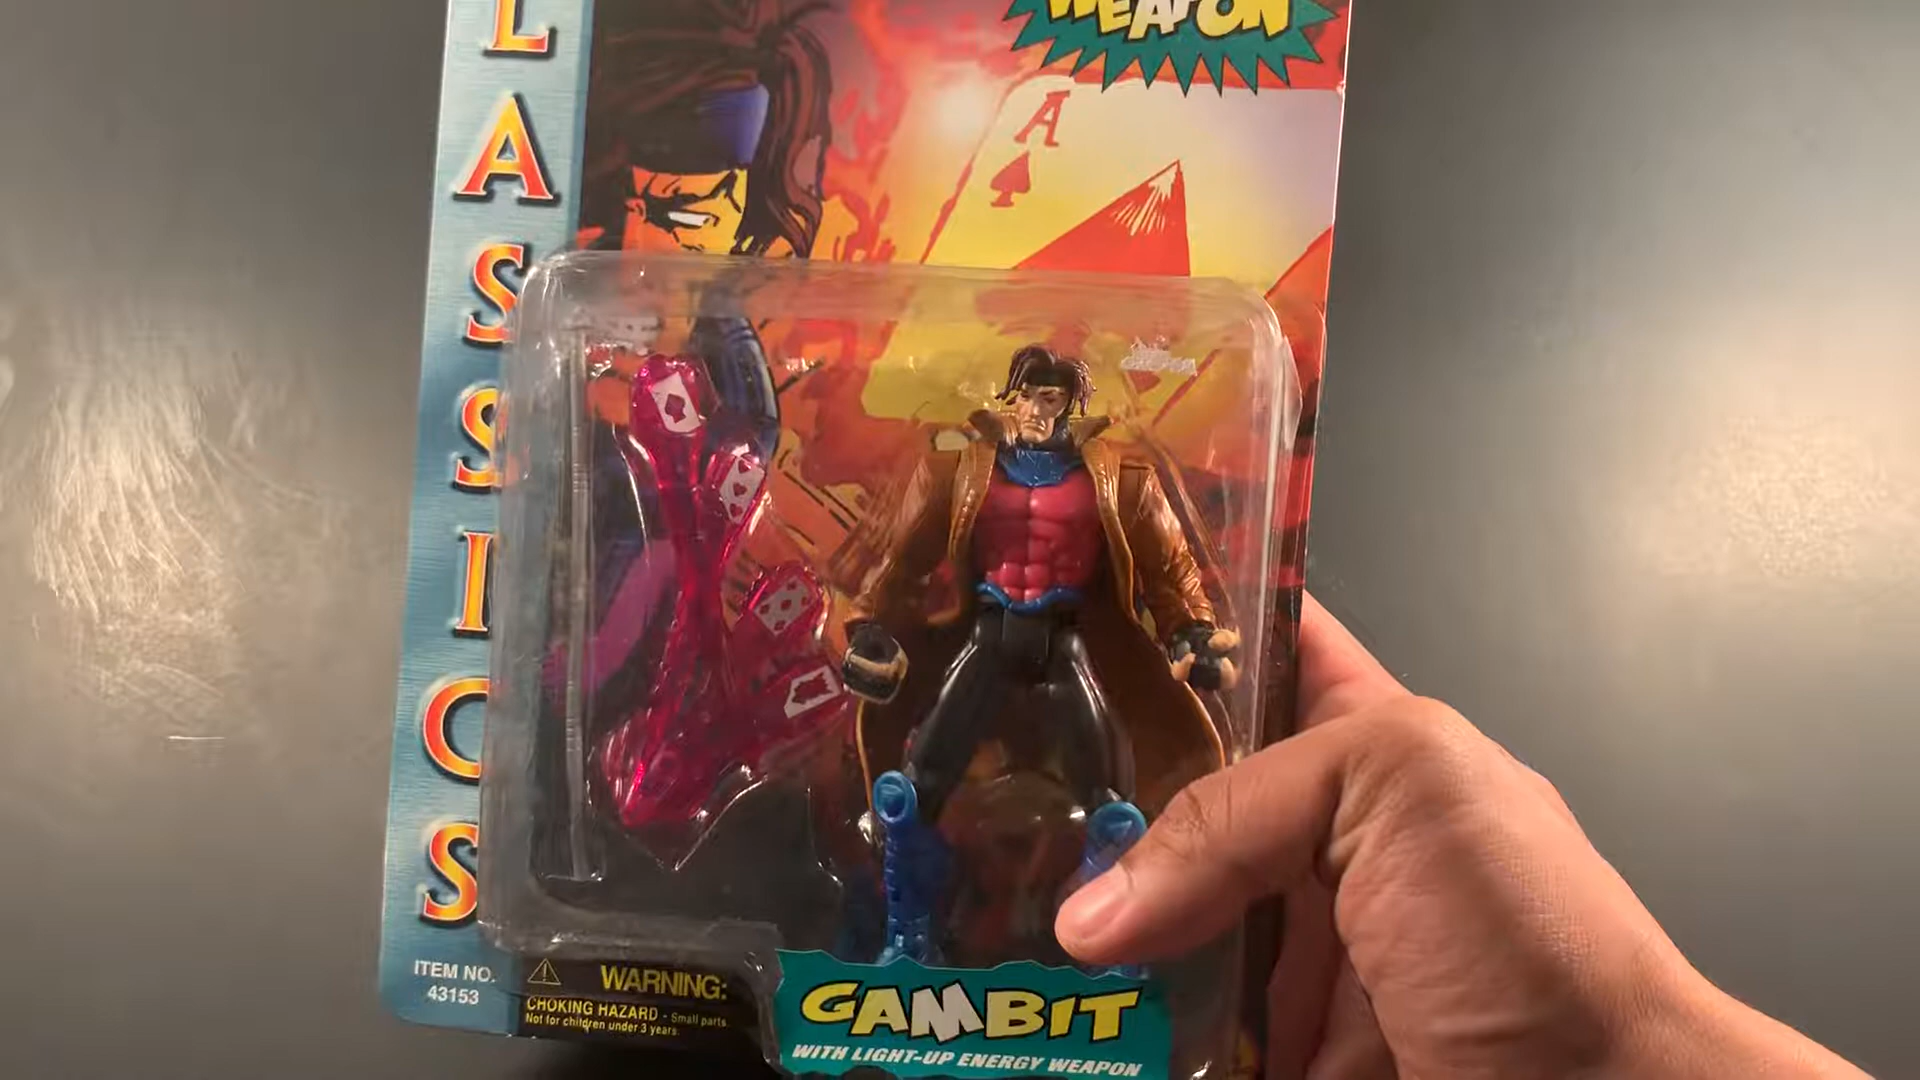 LASSICS
WEAPON
A
ITEM NO.
43153
WARNING:
CHOKING HAZARD - Small parts.
Not for children under 3 years.
GAMBIT
WITH LIGHT-UP ENERGY WEAPON